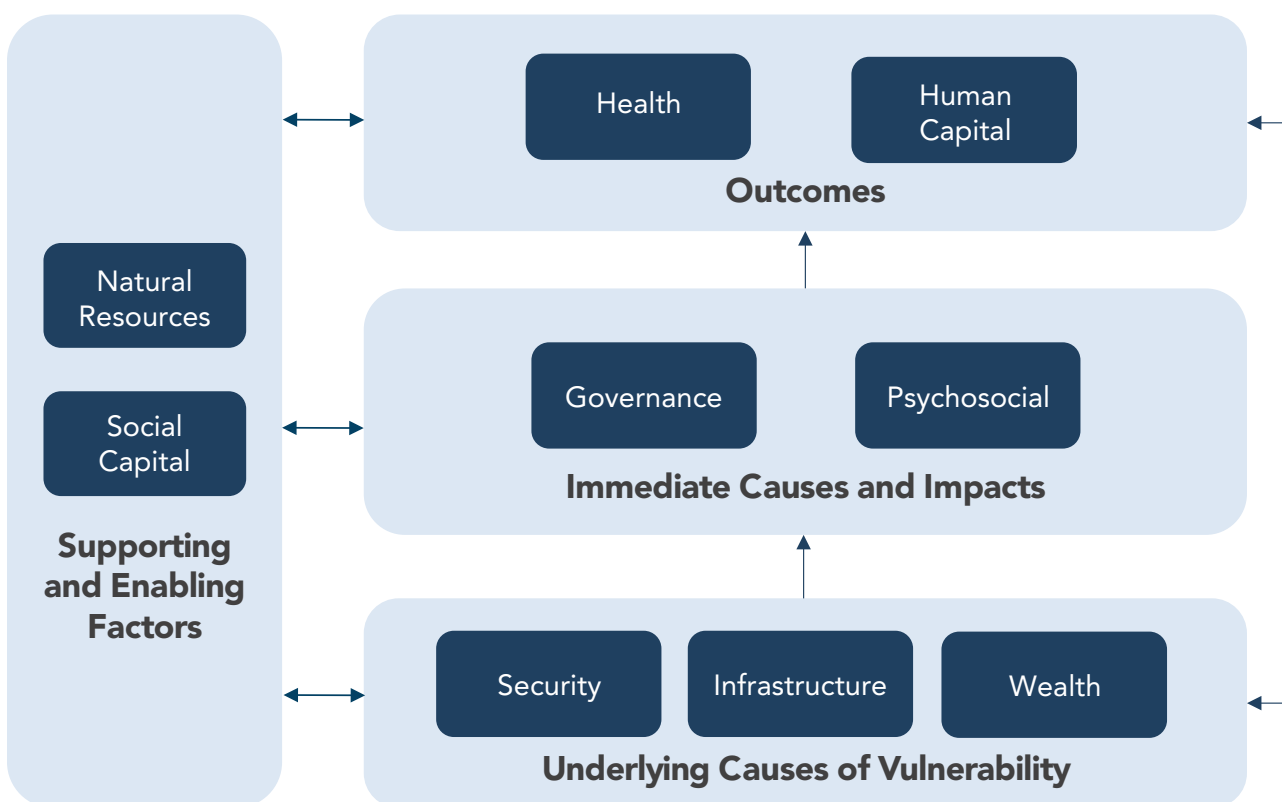 Natural
Resources
Social
Capital
Supporting
and Enabling
Factors
Health
Human
Capital
Outcomes
Governance
Psychosocial
Immediate Causes and Impacts
Security
Infrastructure
Wealth
Underlying Causes of Vulnerability